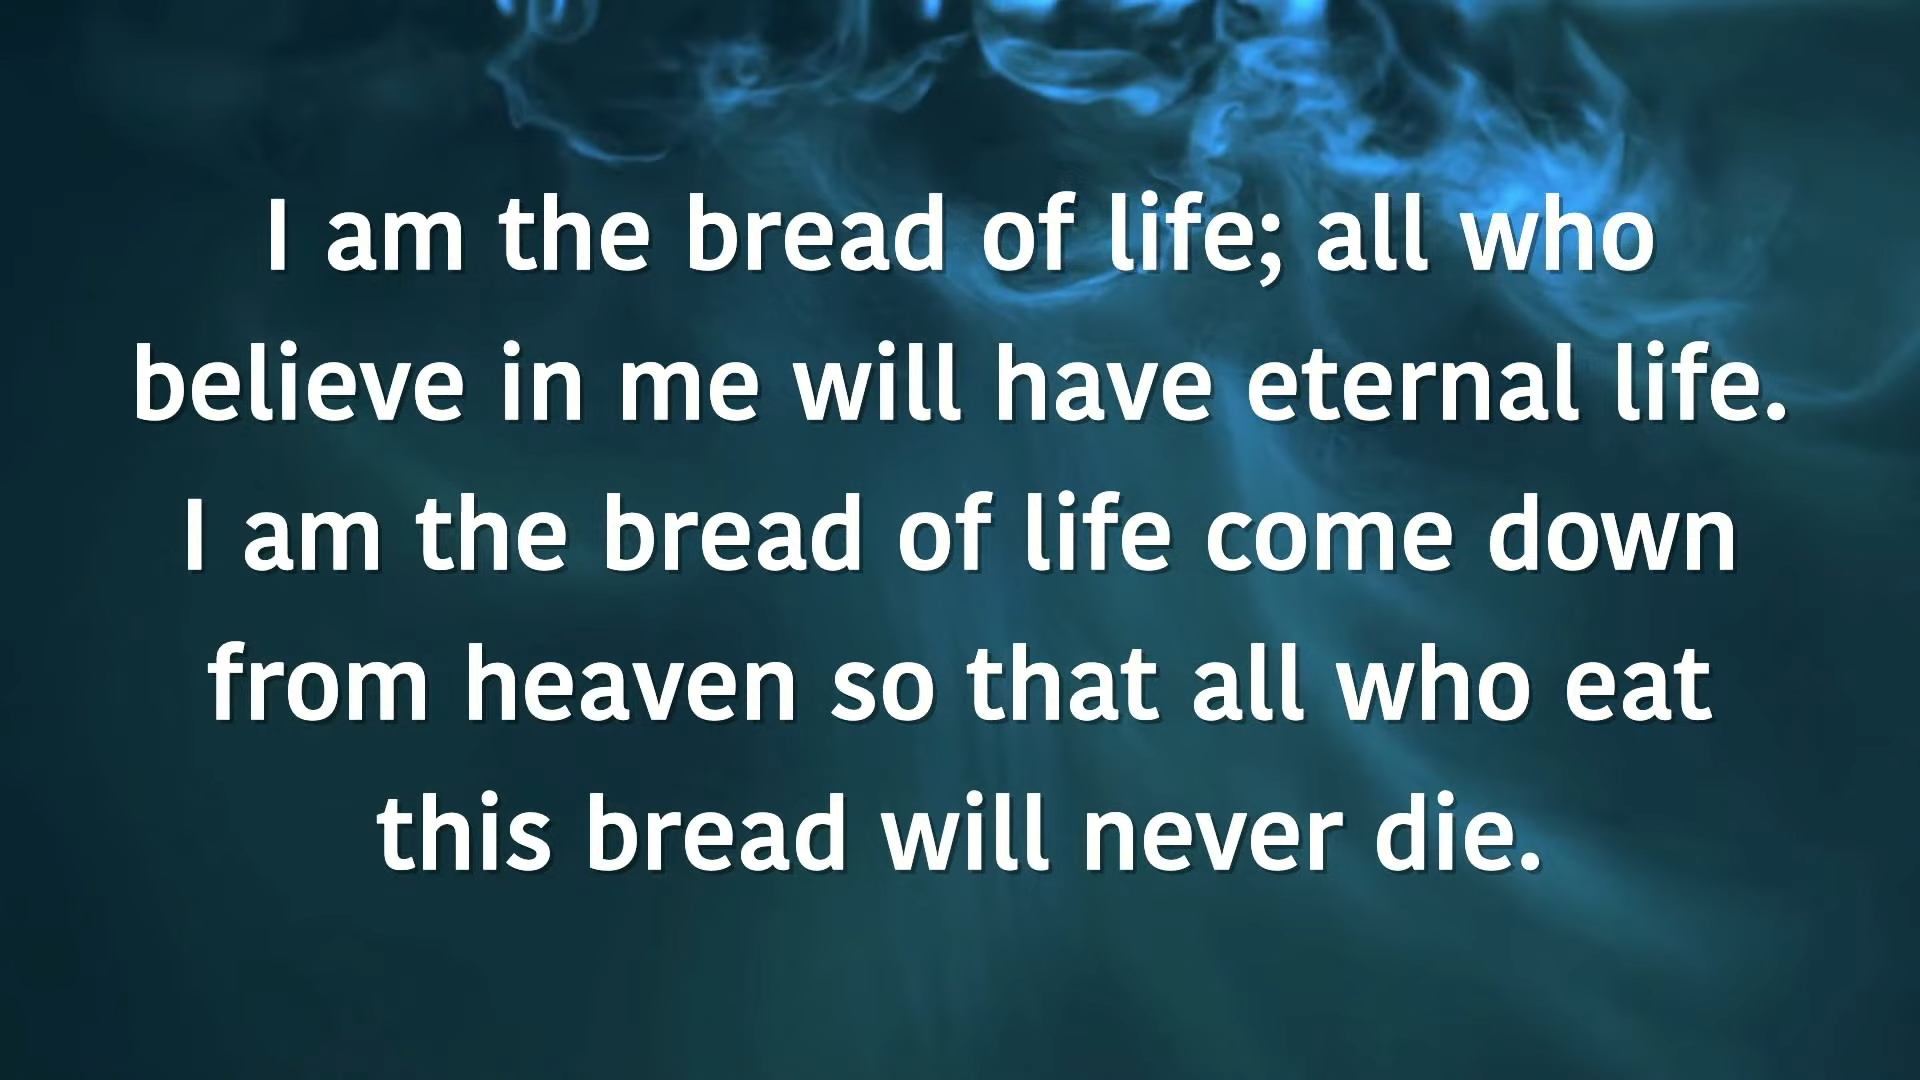 I am the bread of life; all who
believe in me will have eternal life.
I am the bread of life come down
from heaven so that all who eat
this bread will never die.